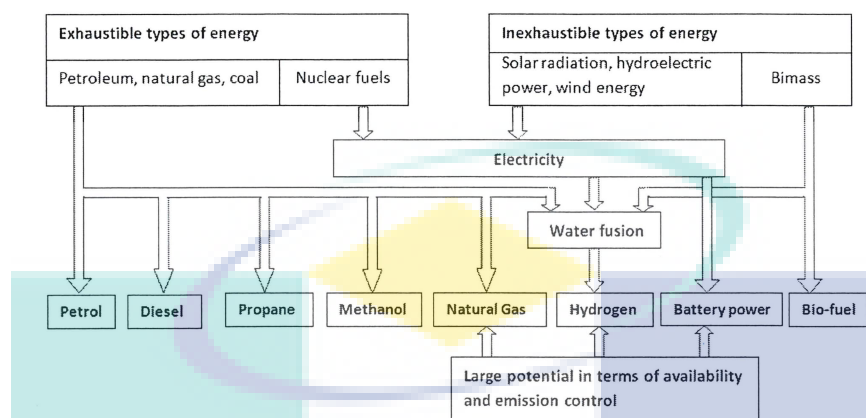 Exhaustible types of energy
Inexhaustible types of energy
Petroleum, natural gas, coal
Nuclear fuels
Solar radiation, hydroelectric
power, wind energy
Bimass
Electricity
Water fusion
Petrol
Diesel
Propane
Methanol
Natural Gas
Hydrogen
Battery power
Bio-fuel
Large potential in terms of availability
and emission control